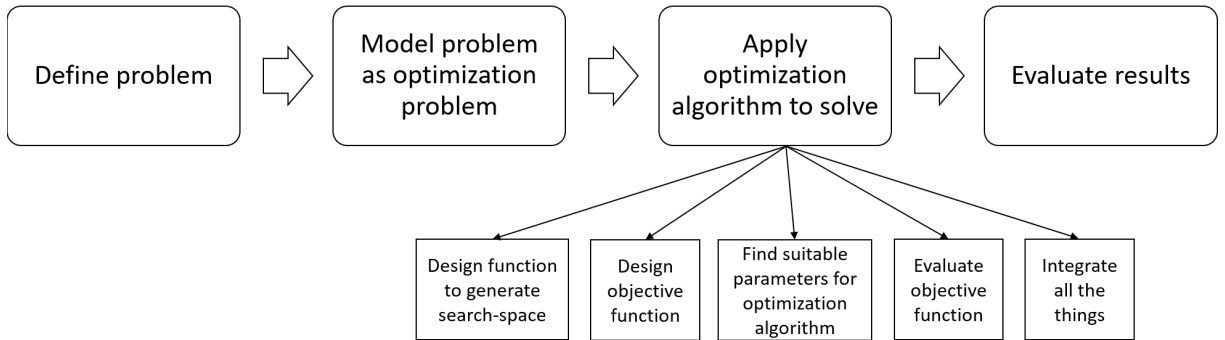 Define problem
Model problem
as optimization
problem
Apply
optimization
algorithm to solve
Evaluate results
Design function
to generate
search-space
Design
objective
function
Find suitable
parameters for
optimization
algorithm
Evaluate
objective
function
Integrate
all the
things